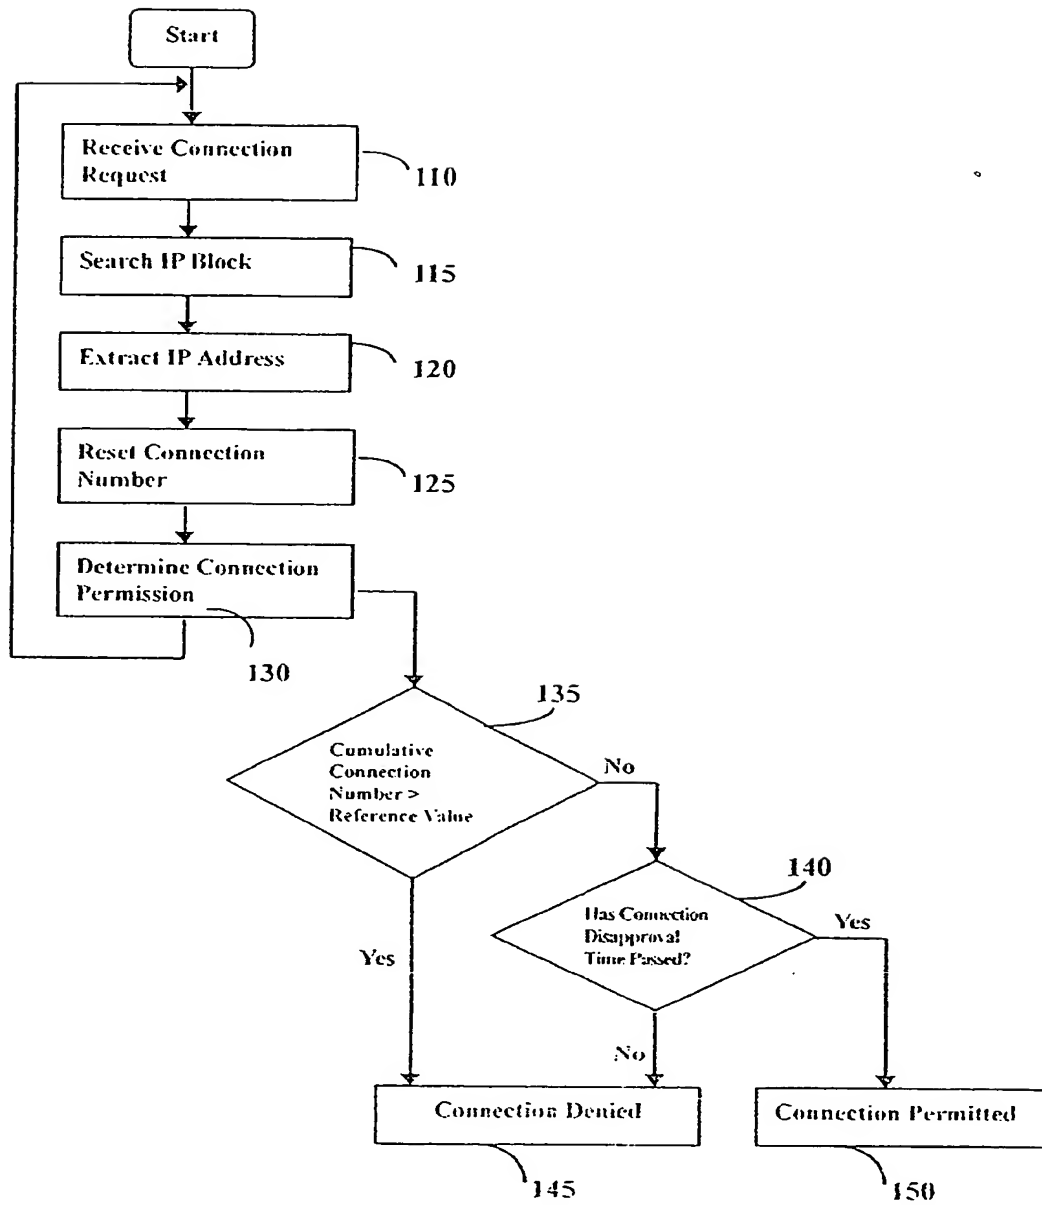 Start
Receive Connection
Request
110
Search IP Block
115
Extract IP Address
120
Reset Connection
Number
125
Determine Connection
Permission
130
135
Cumulative
Connection
Number >
Reference Value
No
140
Has Connection
Disapproval
Time Passed?
Yes
Yes
No
Connection Denied
Connection Permitted
145
150